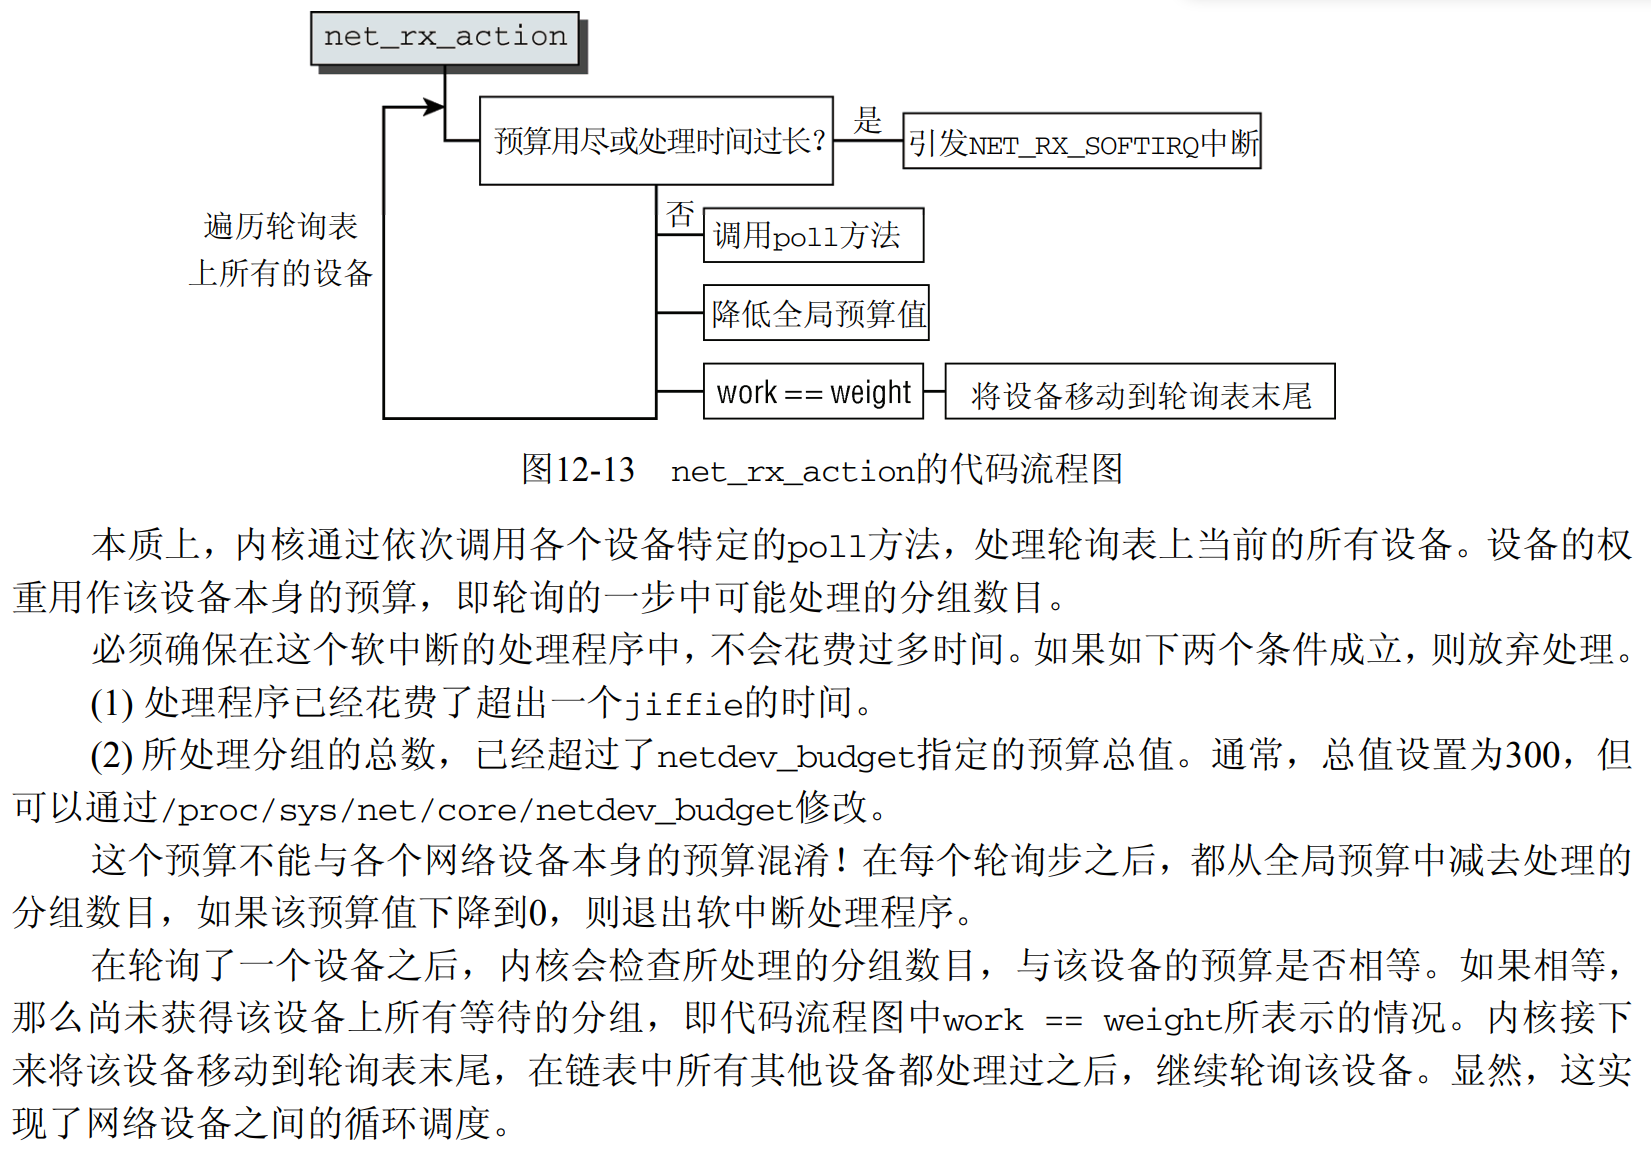 net_rx_action
预算用尽或处理时间过长?
是
引发NET_RX_SOFTIRQ中断
遍历轮询表
上所有的设备
否
调用poll方法
降低全局预算值
work == weight
将设备移动到轮询表末尾
图12-13 net_rx_action的代码流程图
本质上，内核通过依次调用各个设备特定的poll方法，处理轮询表上当前的所有设备。设备的权
重用作该设备本身的预算，即轮询的一步中可能处理的分组数目。
必须确保在这个软中断的处理程序中，不会花费过多时间。如果如下两个条件成立，则放弃处理。
(1) 处理程序已经花费了超出一个jiffie的时间。
(2) 所处理分组的总数，已经超过了netdev_budget指定的预算总值。通常，总值设置为300，但
可以通过/proc/sys/net/core/netdev_budget修改。
这个预算不能与各个网络设备本身的预算混淆！在每个轮询步之后，都从全局预算中减去处理的
分组数目，如果该预算值下降到0，则退出软中断处理程序。
在轮询了一个设备之后，内核会检查所处理的分组数目，与该设备的预算是否相等。如果相等，
那么尚未获得该设备上所有等待的分组，即代码流程图中work == weight所表示的情况。内核接下
来将该设备移动到轮询表末尾，在链表中所有其他设备都处理过之后，继续轮询该设备。显然，这实
现了网络设备之间的循环调度。